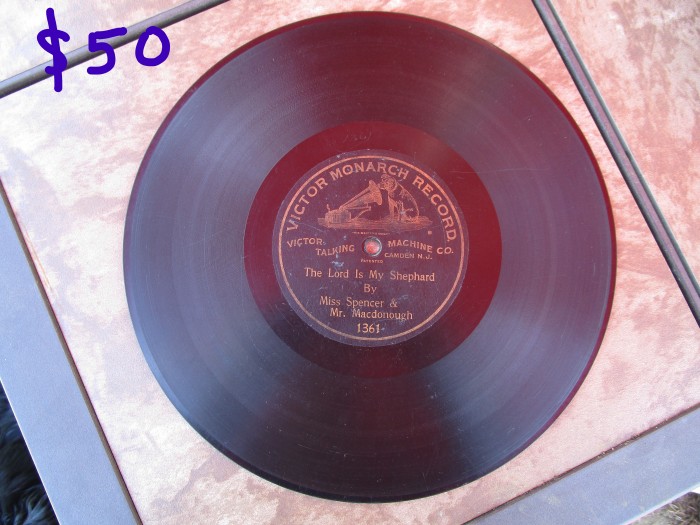 $50
VICTOR MONARCH RECORD.
VICTOR TALKING MACHINE CO.
CAMDEN N.J.
PATENTED
The Lord Is My Shephard
By
Miss Spencer &
Mr. Macdonough
1361-